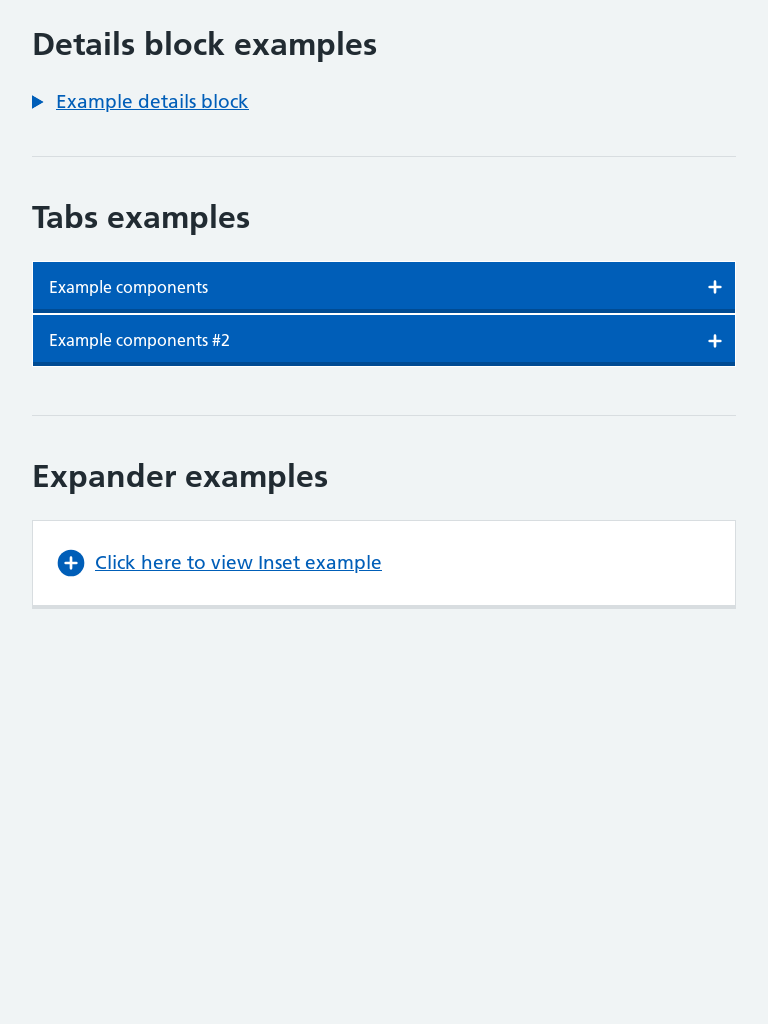 Details block examples
Example details block
Tabs examples
Example components
Example components #2
Expander examples
Click here to view Inset example